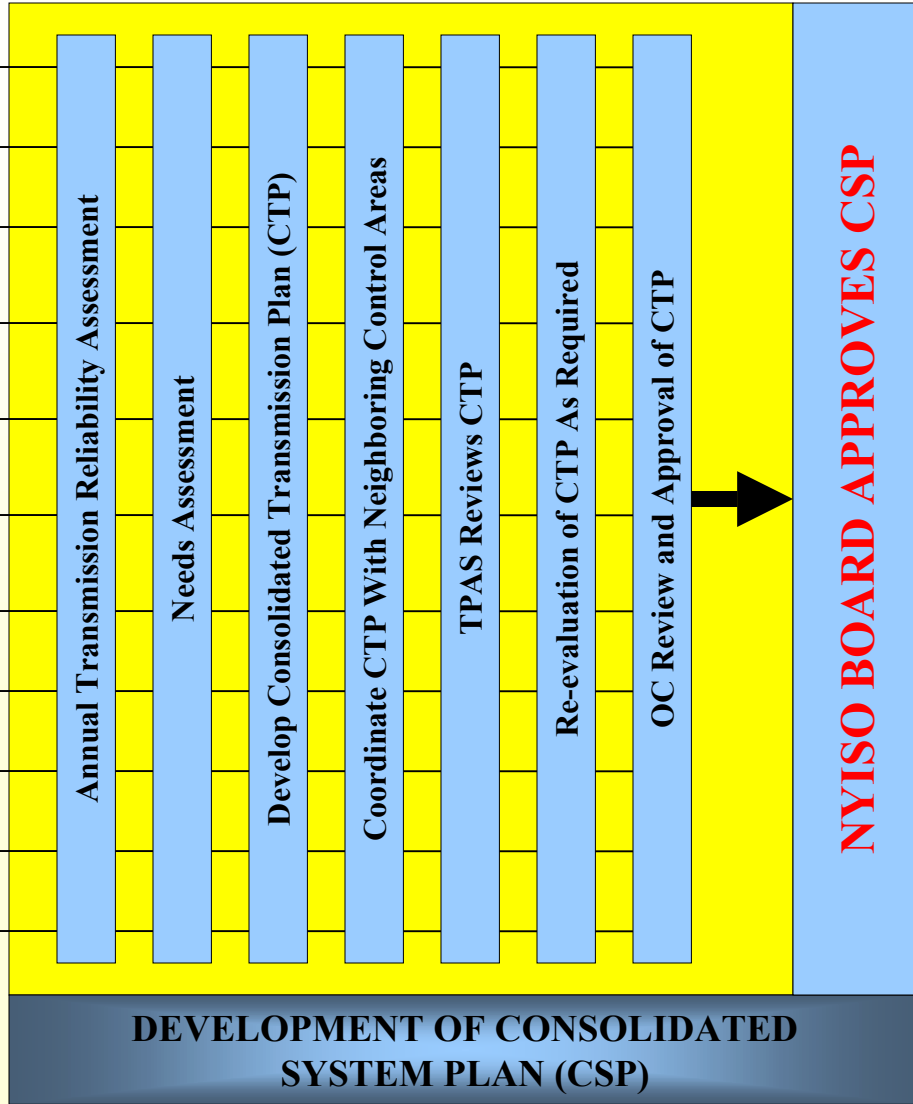 Annual Transmission Reliability Assessment
Needs Assessment
Develop Consolidated Transmission Plan (CTP)
Coordinate CTP With Neighboring Control Areas
TPAS Reviews CTP
Re-evaluation of CTP As Required
OC Review and Approval of CTP
NYISO BOARD APPROVES CSP
DEVELOPMENT OF CONSOLIDATED
SYSTEM PLAN (CSP)